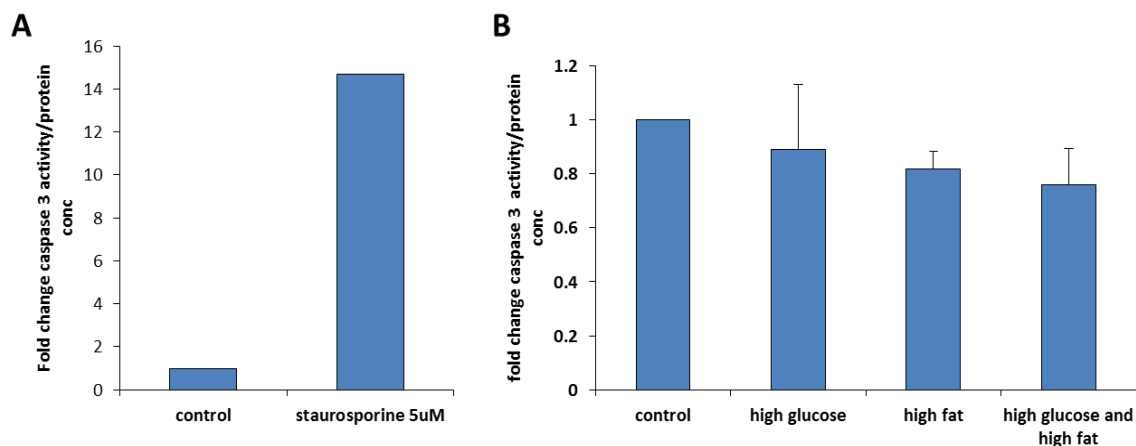 A
Fold change caspase 3 activity/protein
conc
16
14
12
10
8
6
4
2
0
control
staurosporine 5uM
B
fold change caspase 3 activity/protein
conc
1.2
1
0.8
0.6
0.4
0.2
0
control
high glucose
high fat
high glucose and
high fat